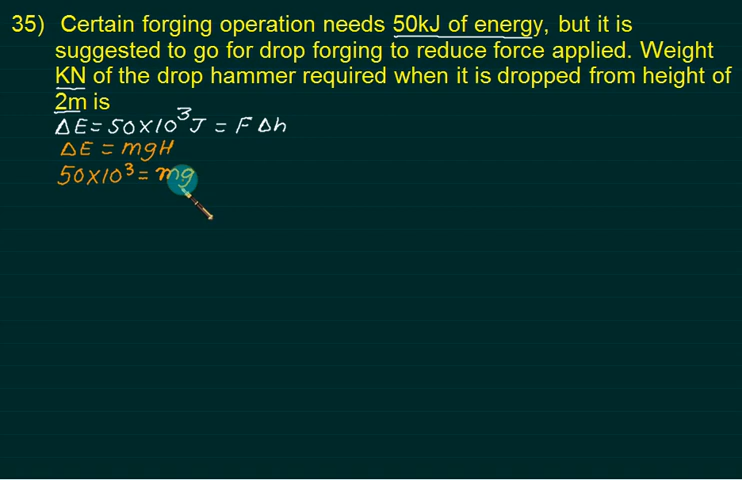 35) Certain forging operation needs 50kJ of energy, but it is
suggested to go for drop forging to reduce force applied. Weight
KN of the drop hammer required when it is dropped from height of
2m is
ΔE = 50×10³J = F Δh
ΔE = mgH
50×10³ = mg